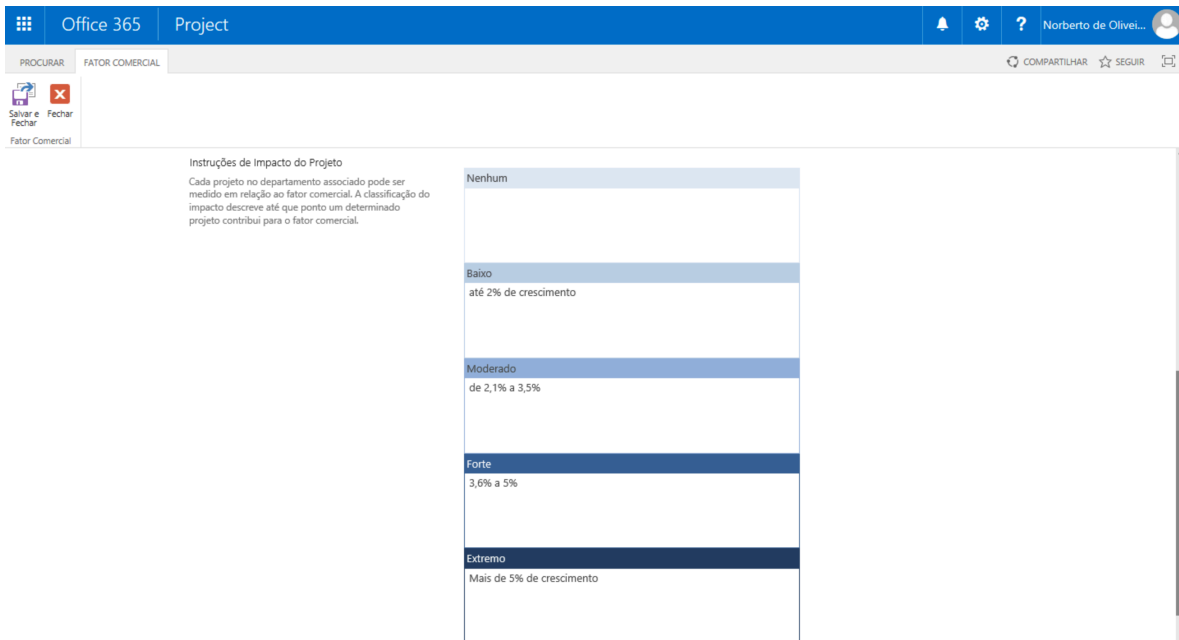 Office 365 Project ? Norberto de Olivei...
PROCURAR FATOR COMERCIAL COMPARTILHAR SEGUIR
Salvar e Fechar
Fechar
Fator Comercial
Instruções de Impacto do Projeto
Cada projeto no departamento associado pode ser
medido em relação ao fator comercial. A classificação do
impacto descreve até que ponto um determinado
projeto contribui para o fator comercial.
Nenhum
Baixo
até 2% de crescimento
Moderado
de 2,1% a 3,5%
Forte
3,6% a 5%
Extremo
Mais de 5% de crescimento